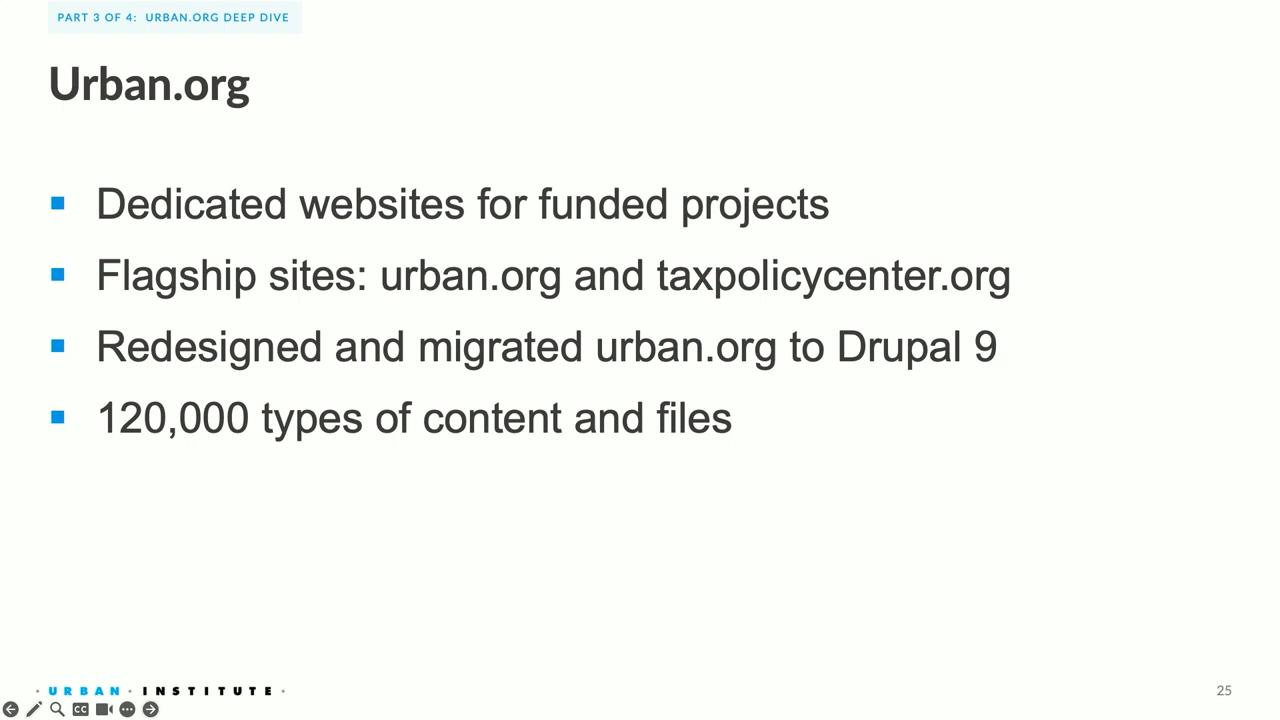 PART 3 OF 4: URBAN.ORG DEEP DIVE
Urban.org
Dedicated websites for funded projects
Flagship sites: urban.org and taxpolicycenter.org
Redesigned and migrated urban.org to Drupal 9
120,000 types of content and files
· URBAN · INSTITUTE ·
25
CC